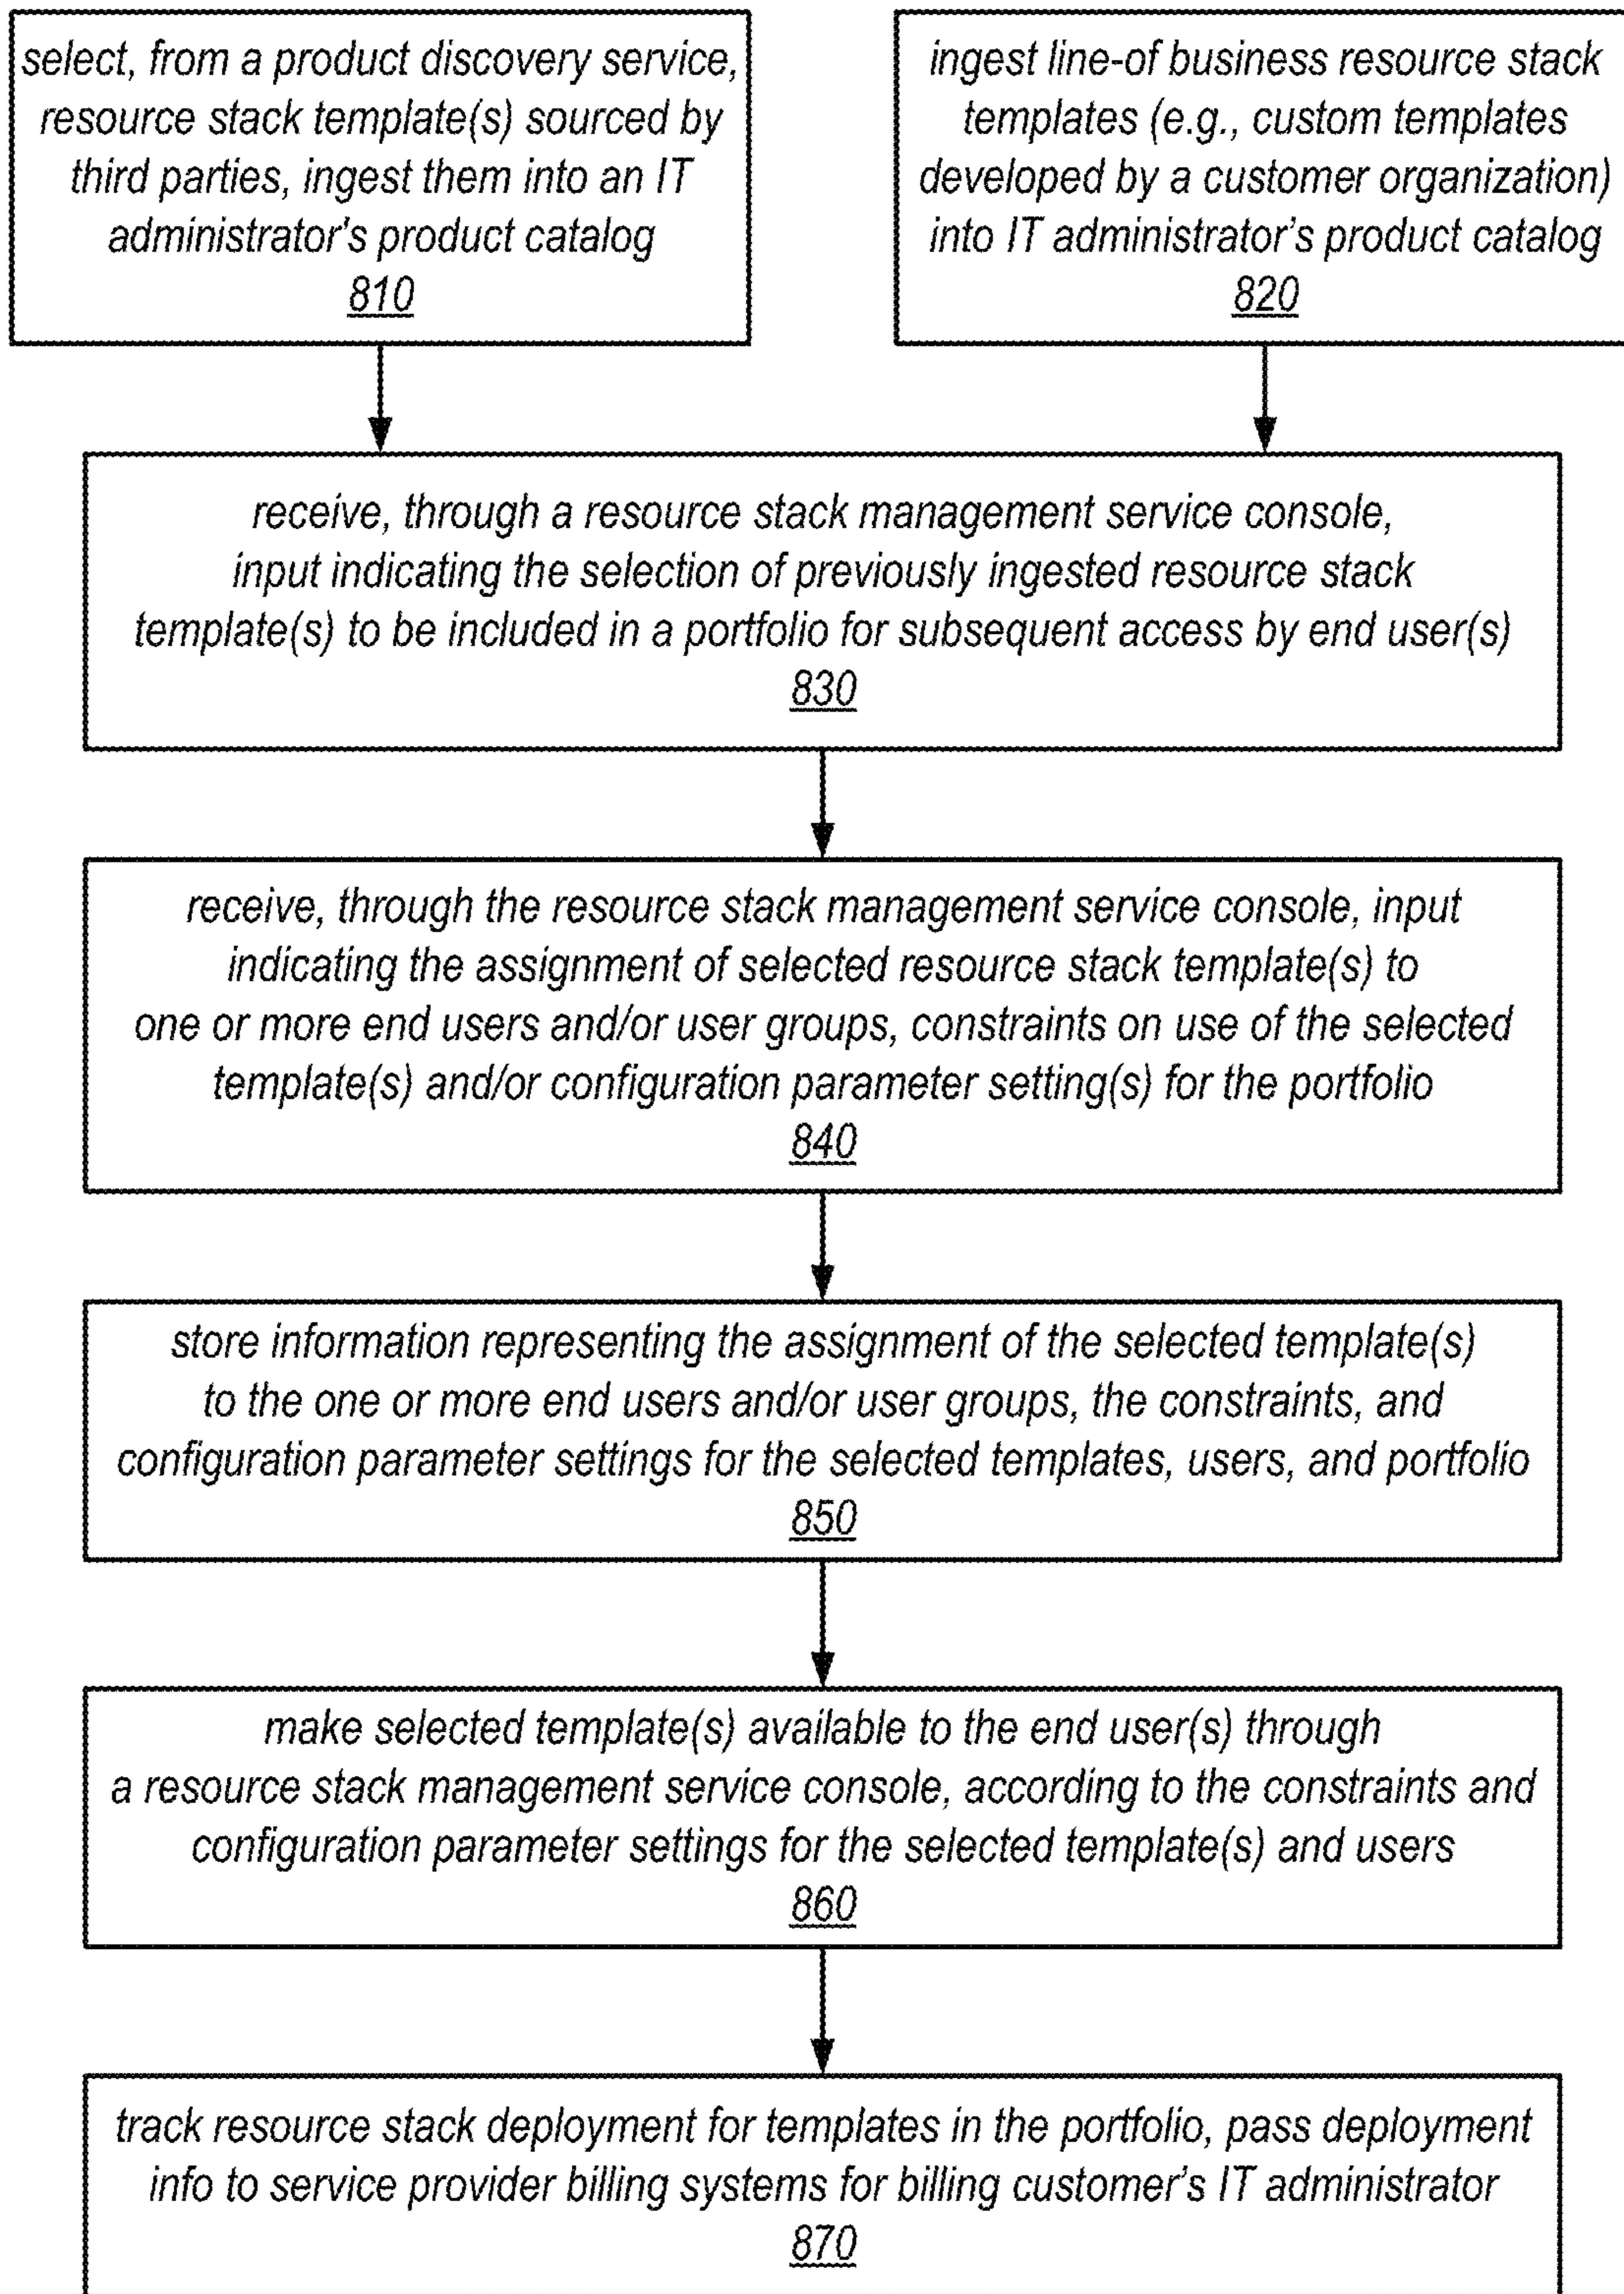 select, from a product discovery service,
resource stack template(s) sourced by
third parties, ingest them into an IT
administrator's product catalog
810
ingest line-of business resource stack
templates (e.g., custom templates
developed by a customer organization)
into IT administrator's product catalog
820
receive, through a resource stack management service console,
input indicating the selection of previously ingested resource stack
template(s) to be included in a portfolio for subsequent access by end user(s)
830
receive, through the resource stack management service console, input
indicating the assignment of selected resource stack template(s) to
one or more end users and/or user groups, constraints on use of the selected
template(s) and/or configuration parameter setting(s) for the portfolio
840
store information representing the assignment of the selected template(s)
to the one or more end users and/or user groups, the constraints, and
configuration parameter settings for the selected templates, users, and portfolio
850
make selected template(s) available to the end user(s) through
a resource stack management service console, according to the constraints and
configuration parameter settings for the selected template(s) and users
860
track resource stack deployment for templates in the portfolio, pass deployment
info to service provider billing systems for billing customer's IT administrator
870